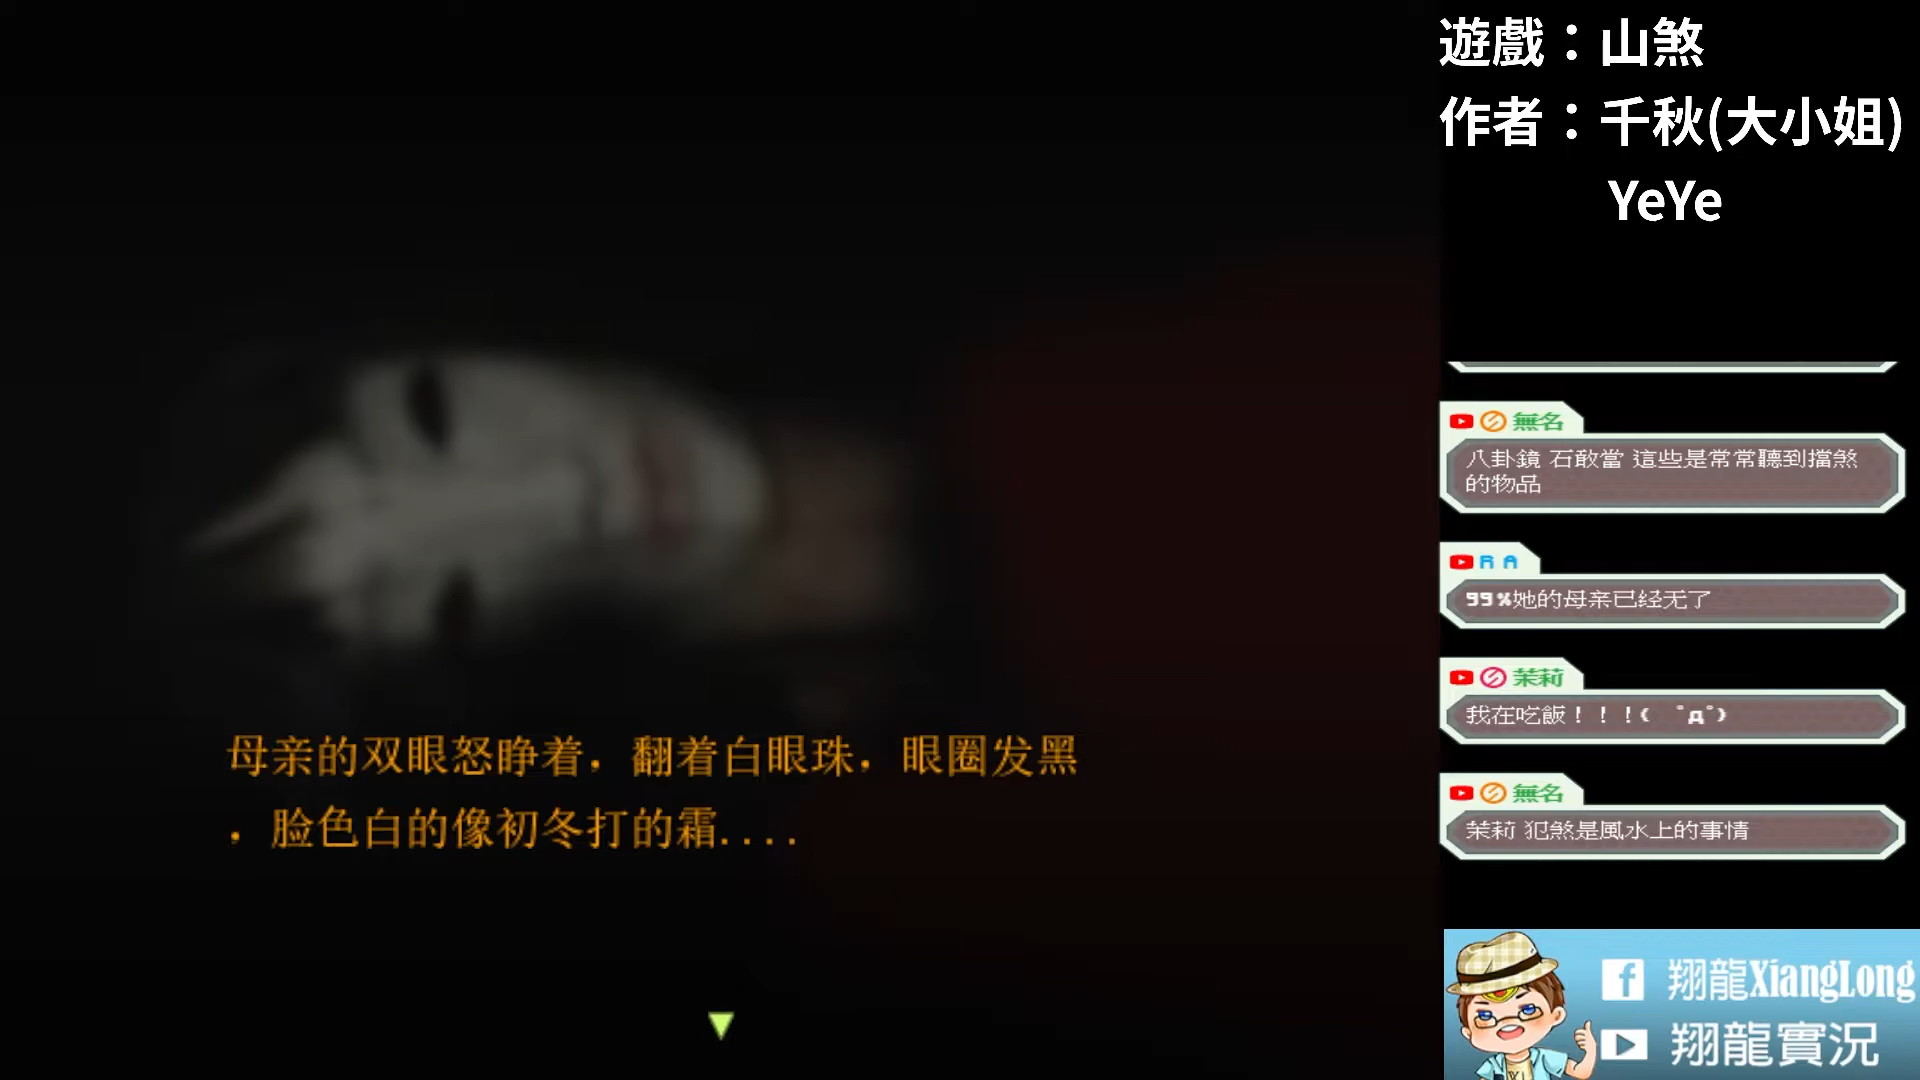 遊戲：山煞
作者：千秋(大小姐)
YeYe
無名
八卦鏡 石敢當 這些是常常聽到擋煞
的物品
R A
99%她的母亲已经无了
茉莉
我在吃飯！！！( ﾟдﾟ)
無名
茉莉 犯煞是風水上的事情
母亲的双眼怒睁着，翻着白眼珠，眼圈发黑
，脸色白的像初冬打的霜....
翔龍XiangLong
翔龍實況